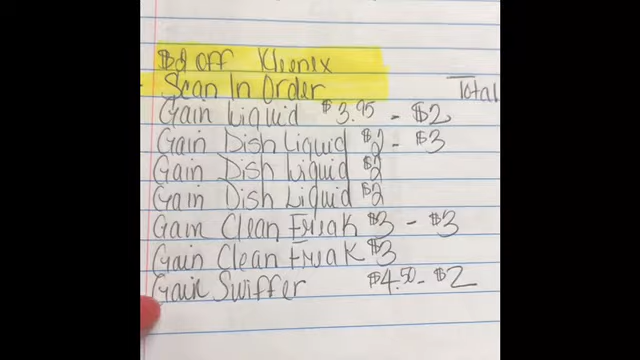 $2 off Kleenex
Scan In Order
Total
Gain Liquid $3.95 - $2
Gain Dish Liquid $2 - $3
Gain Dish Liquid $2
Gain Dish Liquid $2
Gain Clean Freak $3 - $3
Gain Clean Freak $3
Gain Swiffer $4.50 - $2